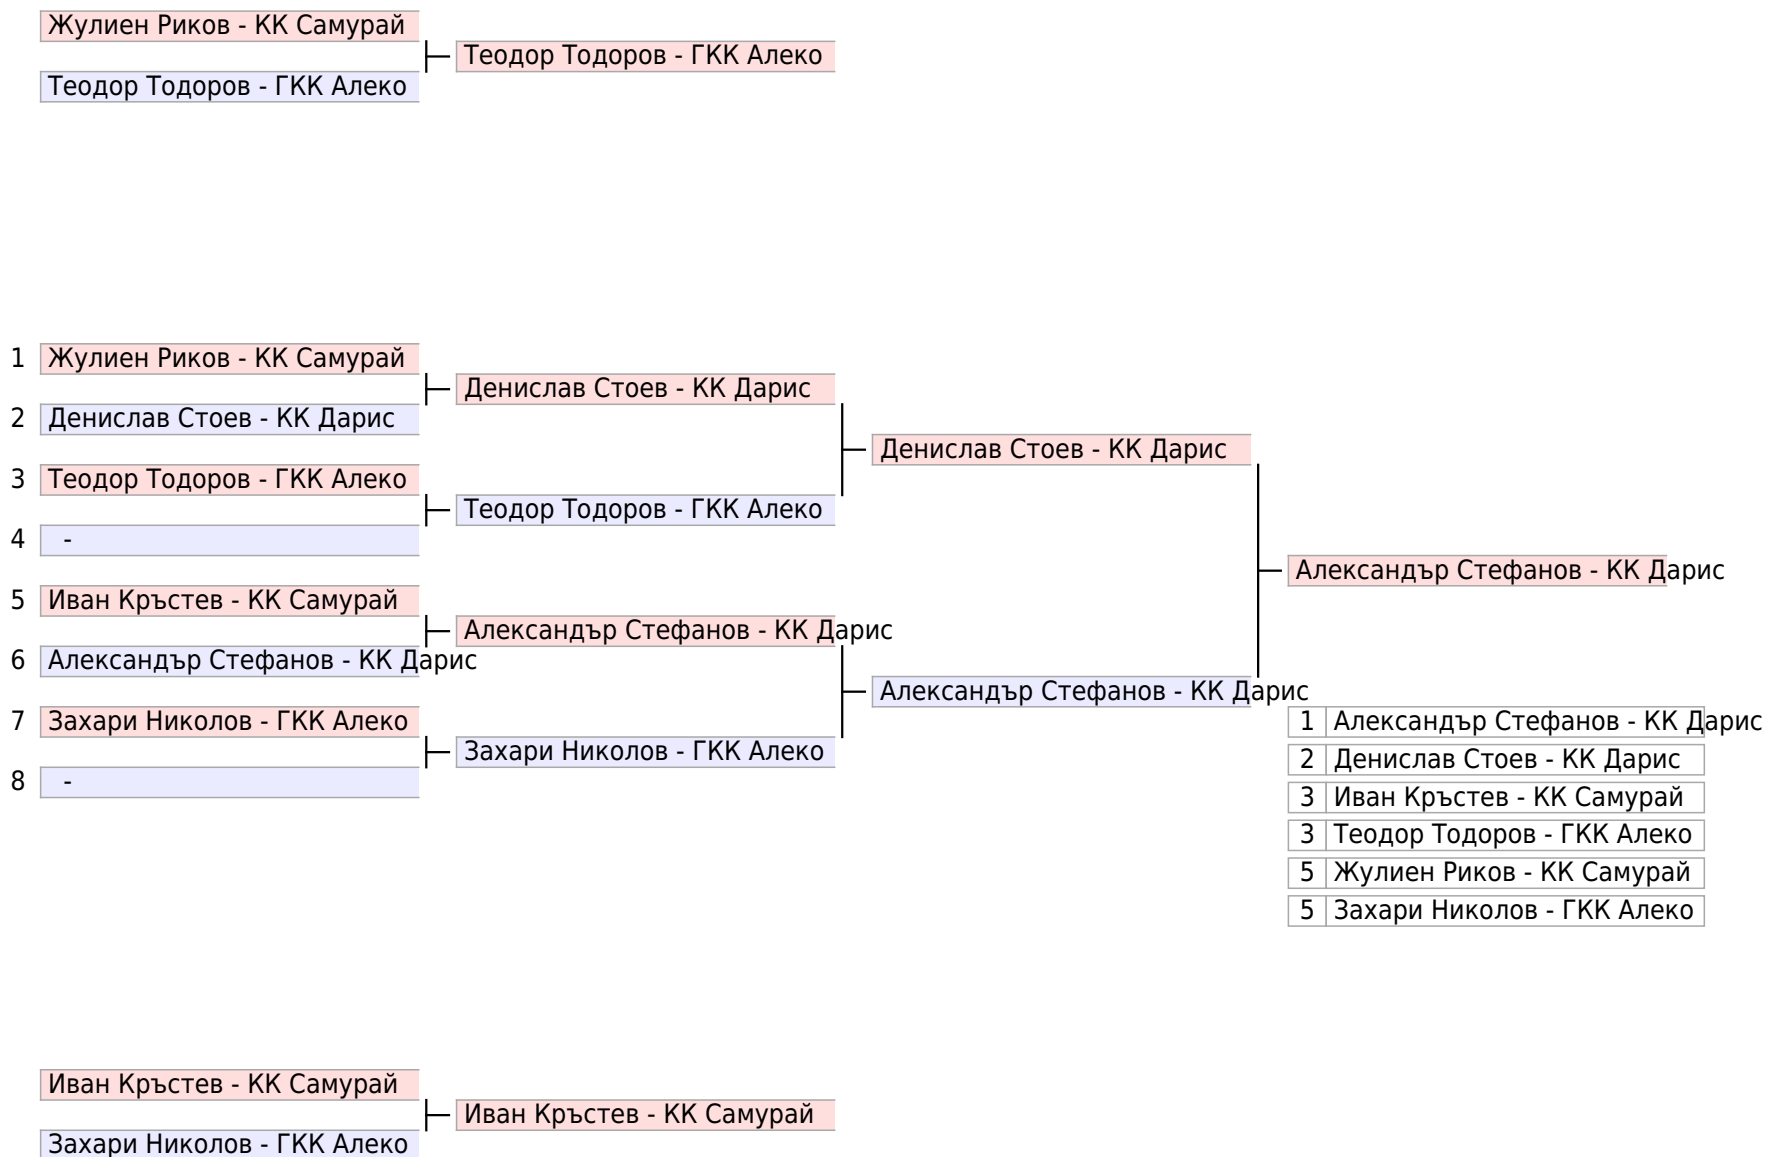 Жулиен Риков - КК Самурай
Теодор Тодоров - ГКК Алеко
Теодор Тодоров - ГКК Алеко
1 Жулиен Риков - КК Самурай
Денислав Стоев - КК Дарис
2 Денислав Стоев - КК Дарис
Денислав Стоев - КК Дарис
3 Теодор Тодоров - ГКК Алеко
Теодор Тодоров - ГКК Алеко
4 -
Александър Стефанов - КК Дарис
5 Иван Кръстев - КК Самурай
Александър Стефанов - КК Дарис
6 Александър Стефанов - КК Дарис
Александър Стефанов - КК Дарис
7 Захари Николов - ГКК Алеко
Захари Николов - ГКК Алеко
8 -
1 Александър Стефанов - КК Дарис
2 Денислав Стоев - КК Дарис
3 Иван Кръстев - КК Самурай
3 Теодор Тодоров - ГКК Алеко
5 Жулиен Риков - КК Самурай
5 Захари Николов - ГКК Алеко
Иван Кръстев - КК Самурай
Иван Кръстев - КК Самурай
Захари Николов - ГКК Алеко